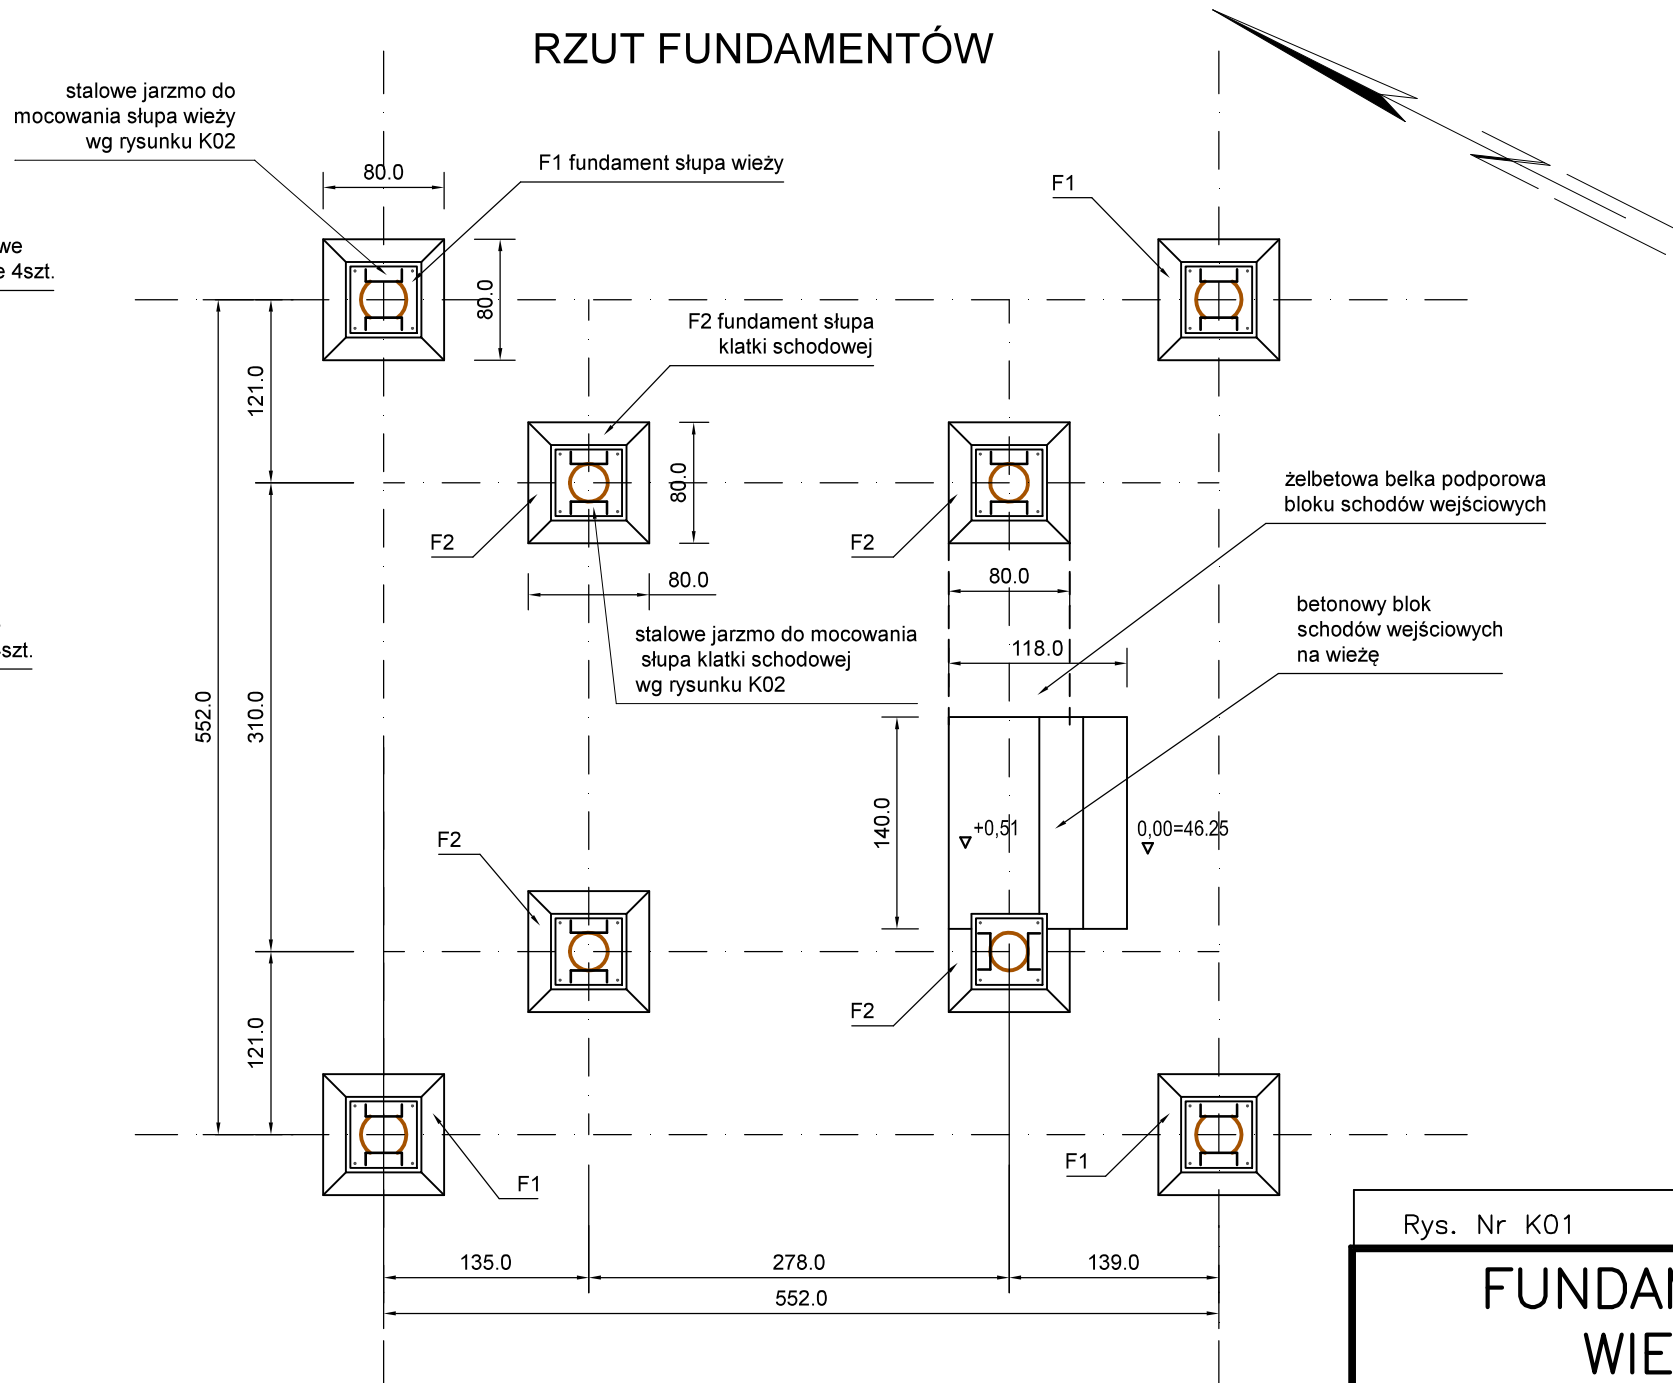 RZUT FUNDAMENTÓW
stalowe jarzmo do
mocowania słupa wieży
wg rysunku K02
80.0
F1 fundament słupa wieży
F1
we
e 4szt.
80.0
F2 fundament słupa
klatki schodowej
121.0
80.0
żelbetowa belka podporowa
bloku schodów wejściowych
F2
F2
80.0
80.0
betonowy blok
schodów wejściowych
na wieżę
stalowe jarzmo do mocowania
słupa klatki schodowej
wg rysunku K02
118.0
szt.
552.0
310.0
140.0
+0,51
0,00=46.25
F2
F2
121.0
F1
F1
135.0
278.0
139.0
552.0
Rys. Nr K01
FUNDAM
WIE